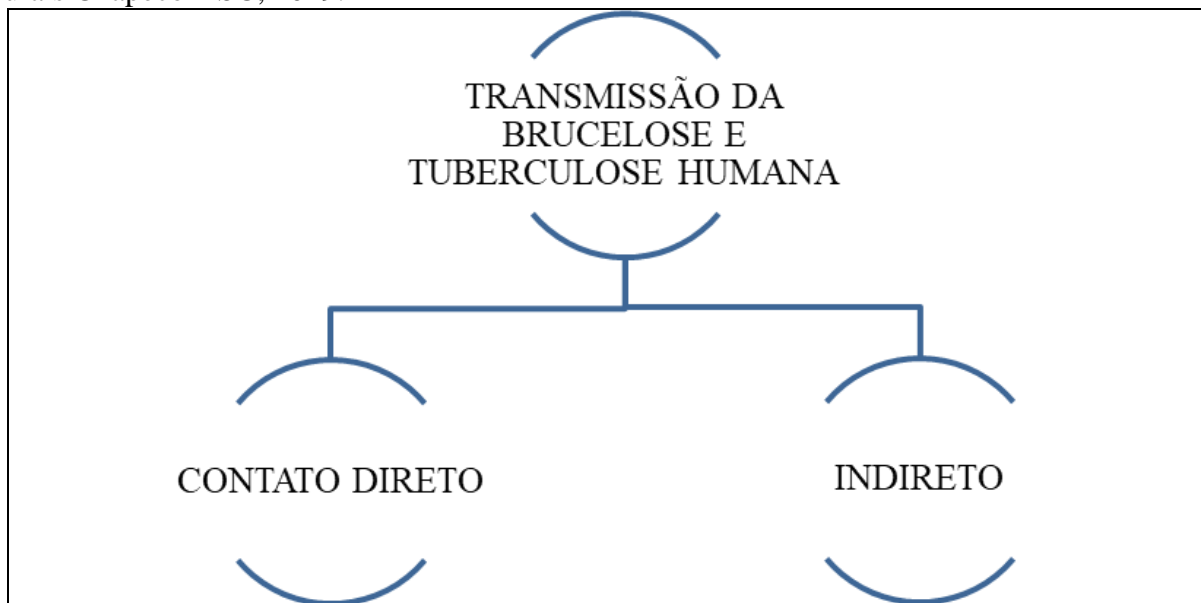 TRANSMISSÃO DA
BRUCELOSE E
TUBERCULOSE HUMANA
CONTATO DIRETO
INDIRETO